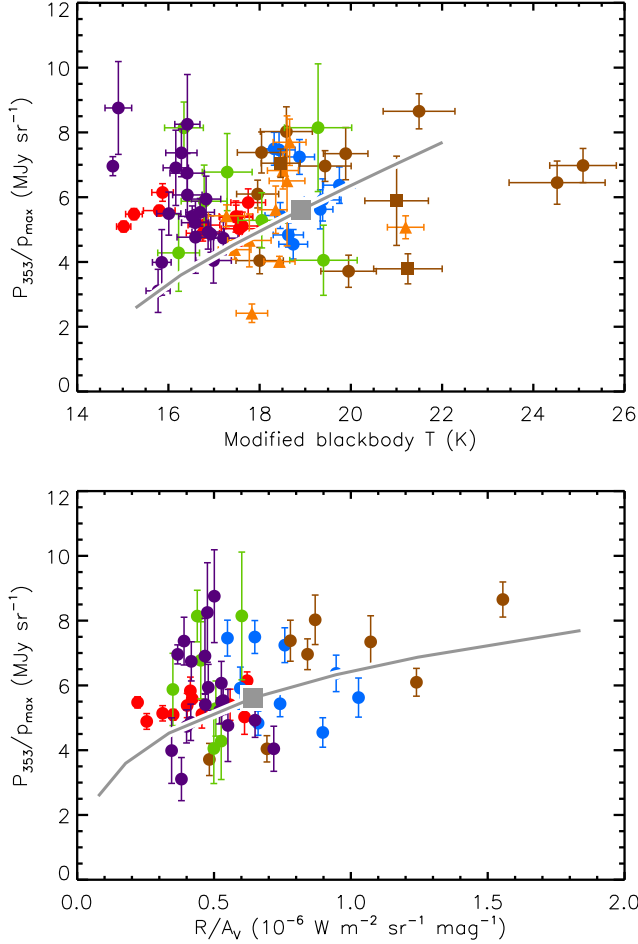 12
10
8
6
4
2
0
P₃₅₃/pₘₐₓ (MJy sr⁻¹)
14 16 18 20 22 24 26
Modified blackbody T (K)
12
10
8
6
4
2
0
P₃₅₃/pₘₐₓ (MJy sr⁻¹)
0.0 0.5 1.0 1.5 2.0
R/Aᵥ (10⁻⁶ W m⁻² sr⁻¹ mag⁻¹)